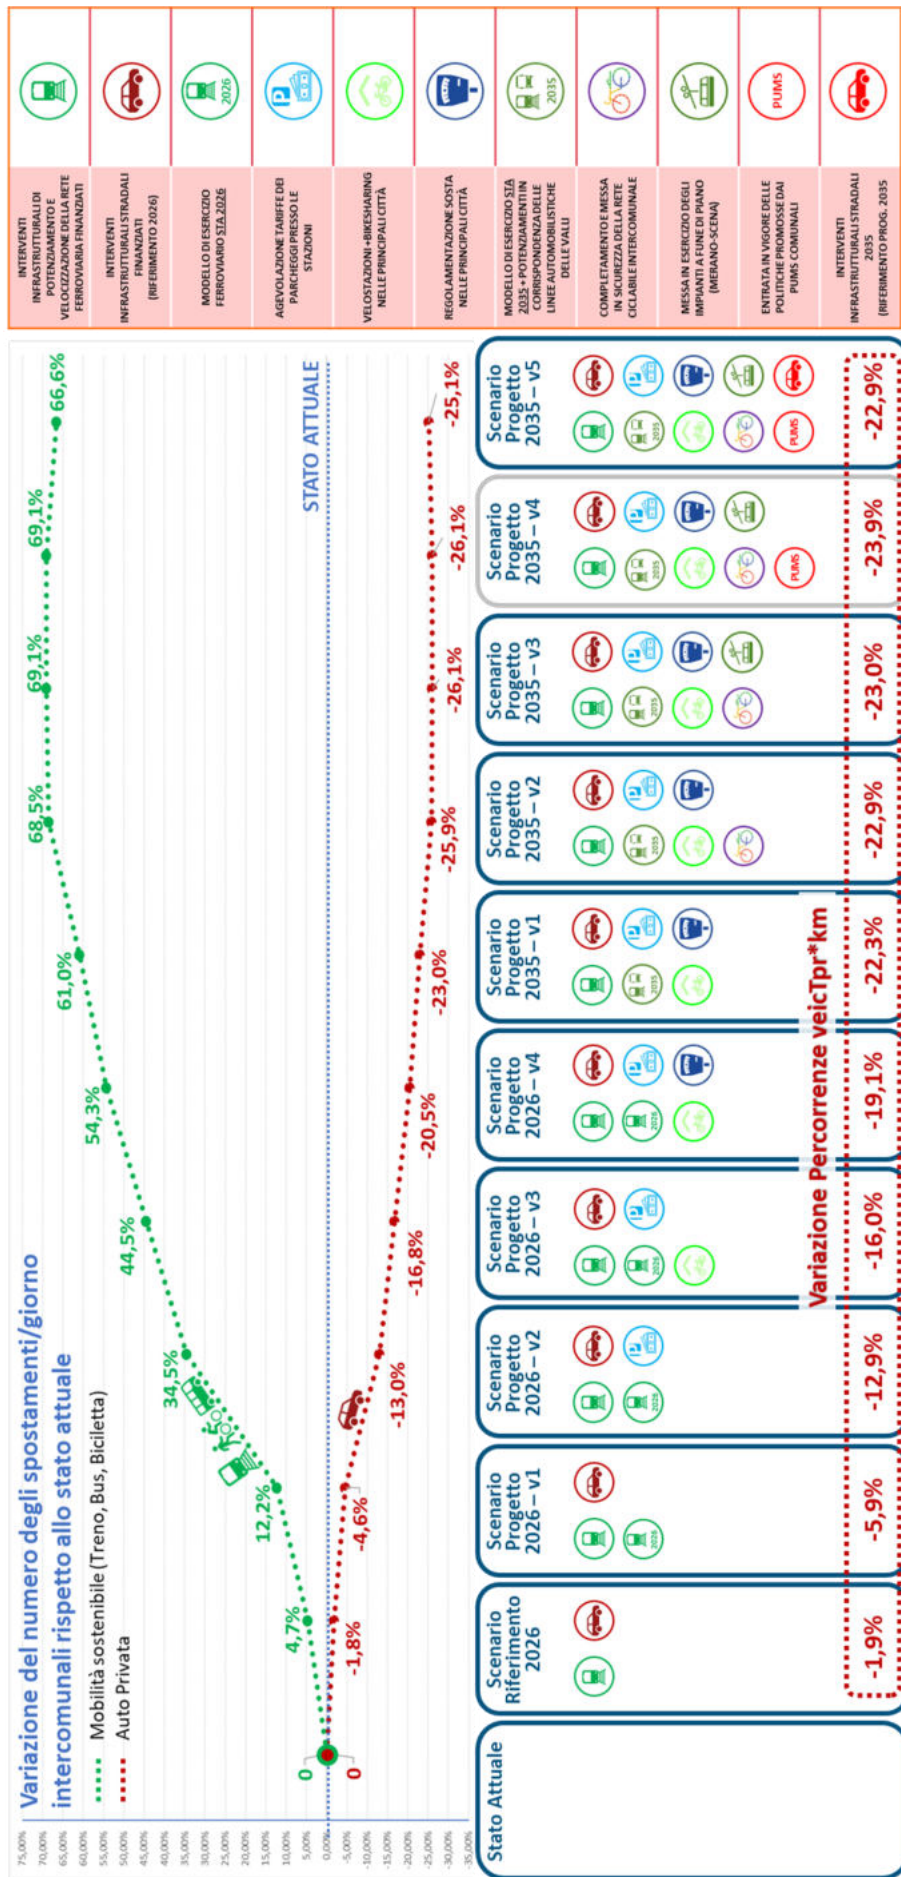 Variazione del numero degli spostamenti/giorno
intercomunali rispetto allo stato attuale
Mobilità sostenibile (Treno, Bus, Biciletta)
Auto Privata
75,00%
70,00%
65,00%
60,00%
55,00%
50,00%
45,00%
40,00%
35,00%
30,00%
25,00%
20,00%
15,00%
10,00%
5,00%
0,00%
-5,00%
-10,00%
-15,00%
-20,00%
-25,00%
-30,00%
-35,00%
0
4,7%
12,2%
34,5%
44,5%
54,3%
61,0%
68,5%
69,1%
69,1%
66,6%
STATO ATTUALE
0
-1,8%
-4,6%
-13,0%
-16,8%
-20,5%
-23,0%
-25,9%
-26,1%
-26,1%
-25,1%
Stato Attuale
Scenario
Riferimento
2026
Scenario
Progetto
2026 – v1
2026
Scenario
Progetto
2026 – v2
2026
Scenario
Progetto
2026 – v3
2026
Scenario
Progetto
2026 – v4
2026
Scenario
Progetto
2035 – v1
2035
Scenario
Progetto
2035 – v2
2035
Scenario
Progetto
2035 – v3
2035
Scenario
Progetto
2035 – v4
2035
PUMS
Scenario
Progetto
2035 – v5
2035
PUMS
Variazione Percorrenze veicTpr*km
-1,9%
-5,9%
-12,9%
-16,0%
-19,1%
-22,3%
-22,9%
-23,0%
-23,9%
-22,9%
INTERVENTI
INFRASTRUTTURALI DI
POTENZIAMENTO E
VELOCIZZAZIONE DELLA RETE
FERROVIARIA FINANZIATI
INTERVENTI
INFRASTRUTTURALI STRADALI
FINANZIATI
(RIFERIMENTO 2026)
MODELLO DI ESERCIZIO
FERROVIARIO STA 2026
2026
AGEVOLAZIONE TARIFFE DEI
PARCHEGGI PRESSO LE
STAZIONI
VELOSTAZIONI+BIKESHARING
NELLE PRINCIPALI CITTÀ
REGOLAMENTAZIONE SOSTA
NELLE PRINCIPALI CITTÀ
MODELLO DI ESERCIZIO STA
2035 + POTENZIAMENTI IN
CORRISPONDENZA DELLE
LINEE AUTOMOBILISTICHE
DELLE VALLI
2035
COMPLETAMENTO E MESSA
IN SICUREZZA DELLA RETE
CICLABILE INTERCOMUNALE
MESSA IN ESERCIZIO DEGLI
IMPIANTI A FUNE DI PIANO
(MERANO-SCENA)
ENTRATA IN VIGORE DELLE
POLITICHE PROMOSSE DAI
PUMS COMUNALI
PUMS
INTERVENTI
INFRASTRUTTURALI STRADALI
2035
(RIFERIMENTO PROG. 2035